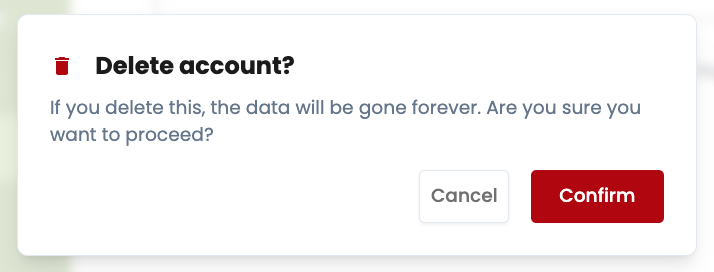 Delete account?
If you delete this, the data will be gone forever. Are you sure you
want to proceed?
Cancel
Confirm